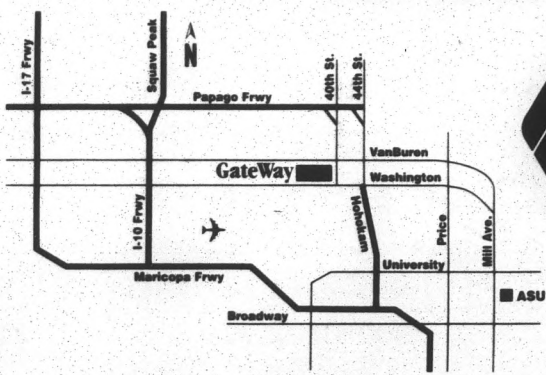 I-17 Frwy
Squaw Peak
N
Papago Frwy
40th St.
44th St.
VanBuren
GateWay
Washington
I-10 Frwy
Hohokam
Price
Mill Ave.
University
Maricopa Frwy
ASU
Broadway